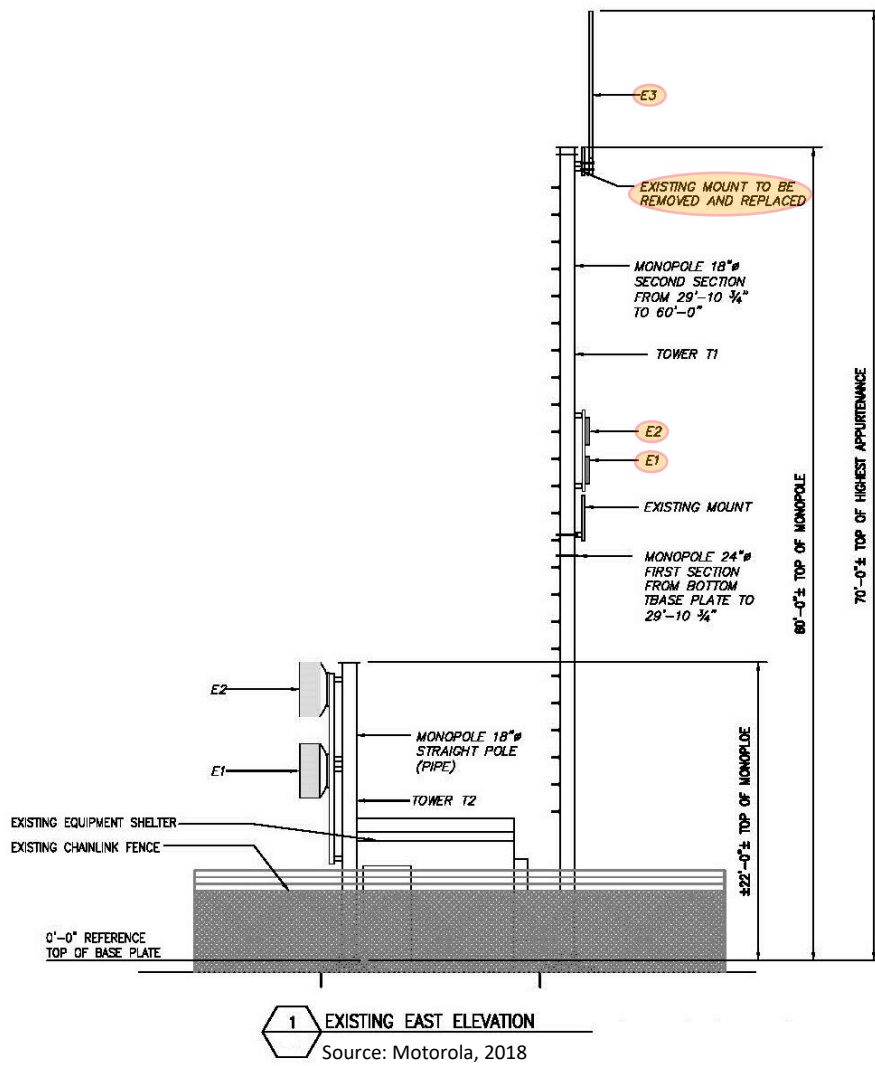 E3
EXISTING MOUNT TO BE
REMOVED AND REPLACED
MONOPOLE 18"ø
SECOND SECTION
FROM 29'-10 ¾"
TO 60'-0"
TOWER T1
E2
E1
EXISTING MOUNT
MONOPOLE 24"ø
FIRST SECTION
FROM BOTTOM
TBASE PLATE TO
29'-10 ¾"
70'-0"± TOP OF HIGHEST APPURTENANCE
60'-0"± TOP OF MONOPOLE
±22'-0"± TOP OF MONOPLOE
E2
E1
MONOPOLE 18"ø
STRAIGHT POLE
(PIPE)
TOWER T2
EXISTING EQUIPMENT SHELTER
EXISTING CHAINLINK FENCE
0'-0" REFERENCE
TOP OF BASE PLATE
1 EXISTING EAST ELEVATION
Source: Motorola, 2018